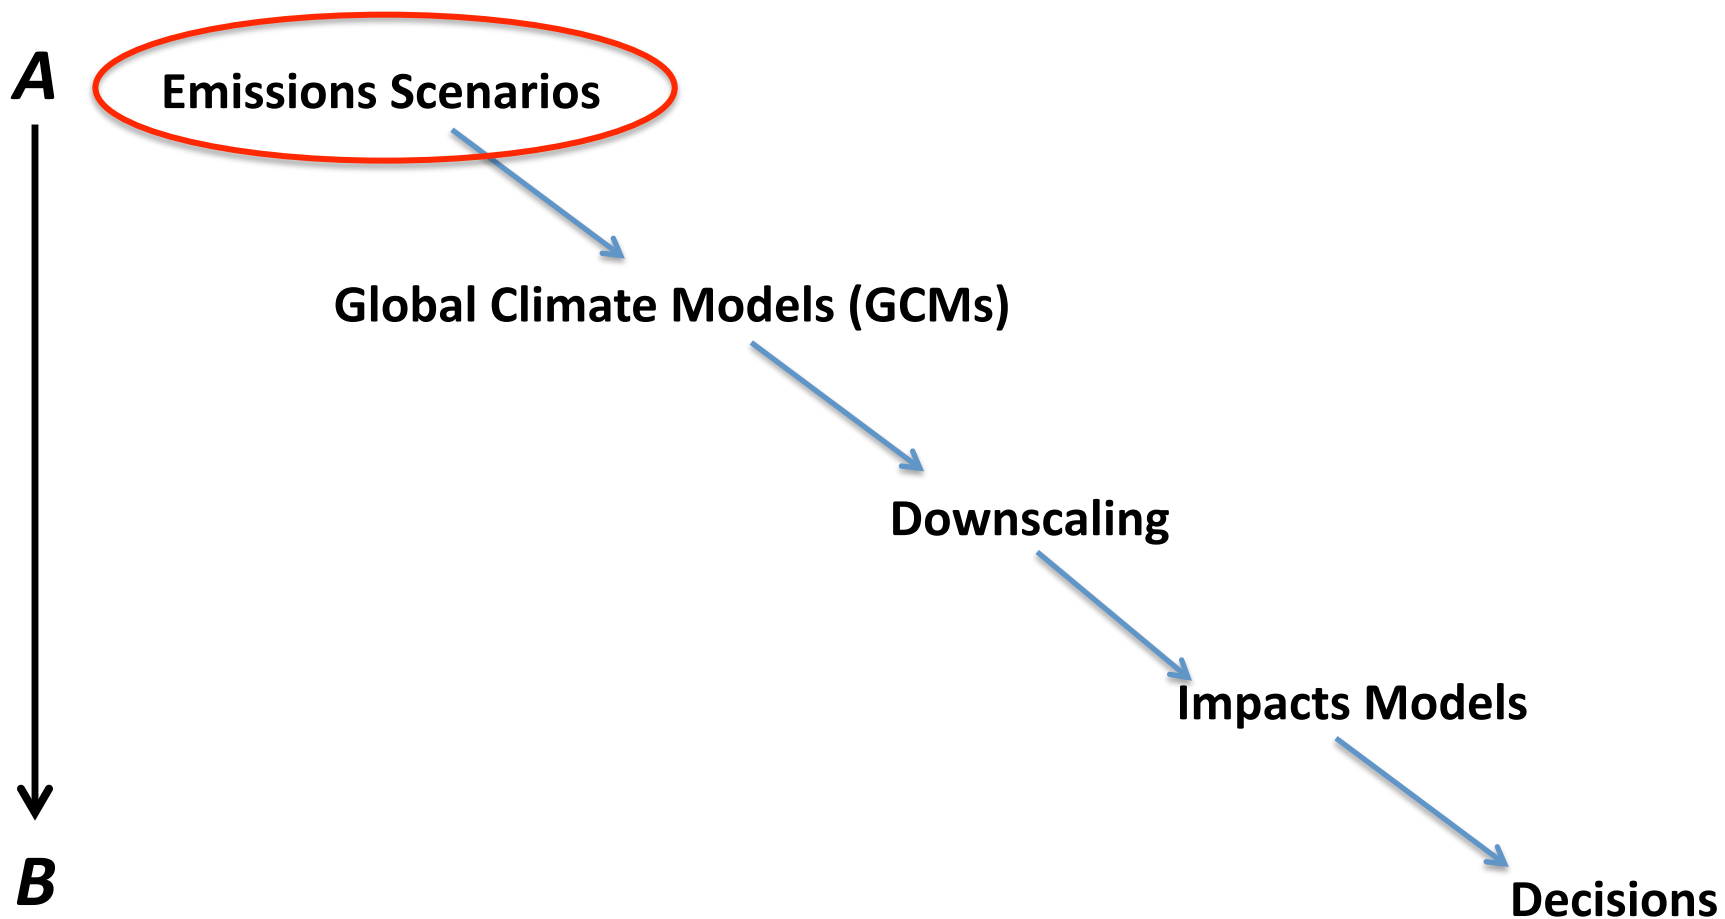 A
Emissions Scenarios
Global Climate Models (GCMs)
Downscaling
Impacts Models
B
Decisions